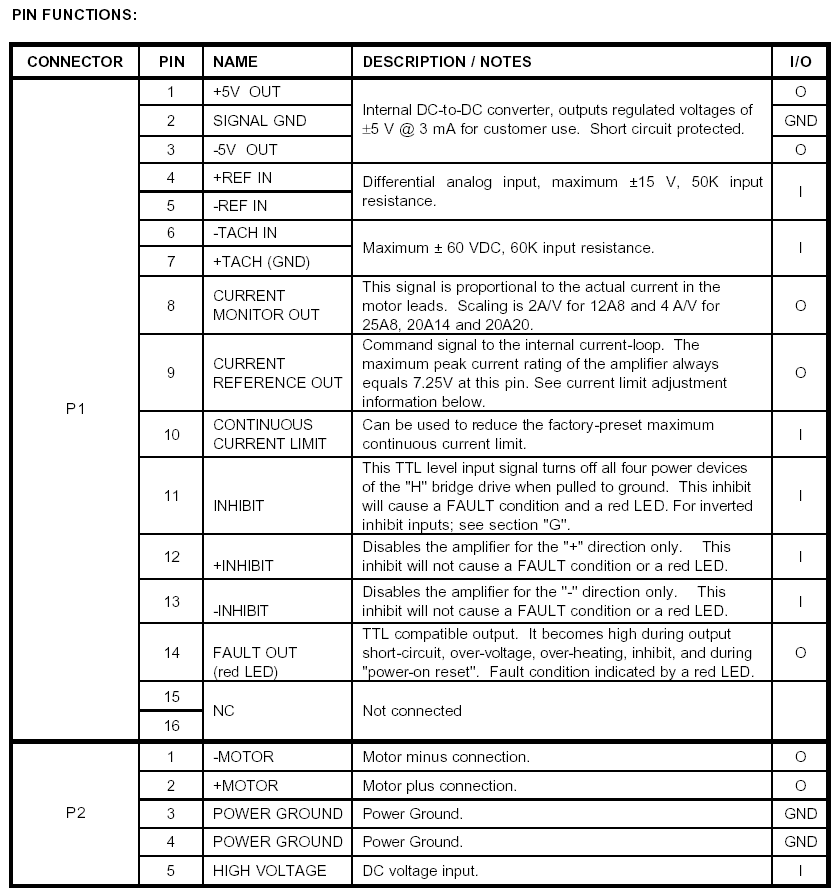 PIN FUNCTIONS:
CONNECTOR PIN NAME DESCRIPTION / NOTES I/O
P1
1 +5V OUT O
2 SIGNAL GND GND
3 -5V OUT O
Internal DC-to-DC converter, outputs regulated voltages of
±5 V @ 3 mA for customer use. Short circuit protected.
4 +REF IN
5 -REF IN
Differential analog input, maximum ±15 V, 50K input
resistance.
I
6 -TACH IN
7 +TACH (GND)
Maximum ± 60 VDC, 60K input resistance.
I
8
CURRENT
MONITOR OUT
This signal is proportional to the actual current in the
motor leads. Scaling is 2A/V for 12A8 and 4 A/V for
25A8, 20A14 and 20A20.
O
9
CURRENT
REFERENCE OUT
Command signal to the internal current-loop. The
maximum peak current rating of the amplifier always
equals 7.25V at this pin. See current limit adjustment
information below.
O
10
CONTINUOUS
CURRENT LIMIT
Can be used to reduce the factory-preset maximum
continuous current limit.
I
11
INHIBIT
This TTL level input signal turns off all four power devices
of the "H" bridge drive when pulled to ground. This inhibit
will cause a FAULT condition and a red LED. For inverted
inhibit inputs; see section "G".
I
12
+INHIBIT
Disables the amplifier for the "+" direction only. This
inhibit will not cause a FAULT condition or a red LED.
I
13
-INHIBIT
Disables the amplifier for the "-" direction only. This
inhibit will not cause a FAULT condition or a red LED.
I
14
FAULT OUT
(red LED)
TTL compatible output. It becomes high during output
short-circuit, over-voltage, over-heating, inhibit, and during
"power-on reset". Fault condition indicated by a red LED.
O
15
16
NC
Not connected
P2
1 -MOTOR Motor minus connection. O
2 +MOTOR Motor plus connection. O
3 POWER GROUND Power Ground. GND
4 POWER GROUND Power Ground. GND
5 HIGH VOLTAGE DC voltage input. I